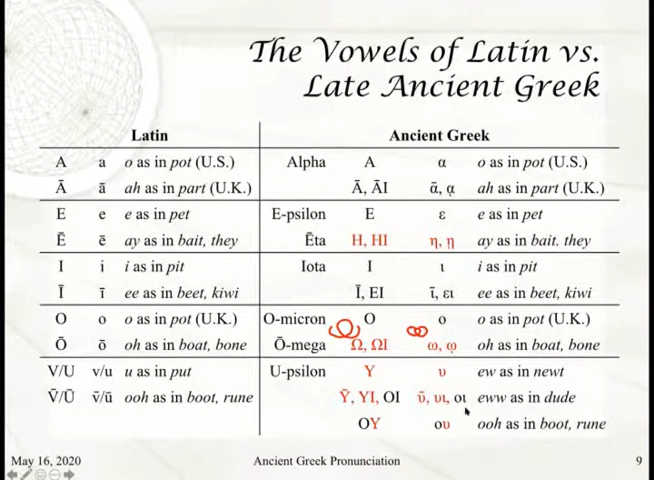 The Vowels of Latin vs.
Late Ancient Greek
Latin Ancient Greek
A a o as in pot (U.S.) Alpha A α o as in pot (U.S.)
Ā ā ah as in part (U.K.) Ā, ĀI ᾱ, ᾳ ah as in part (U.K.)
E e e as in pet E-psilon E ε e as in pet
Ē ē ay as in bait, they Ēta H, HI η, ῃ ay as in bait. they
I i i as in pit Iota I ι i as in pit
Ī ī ee as in beet, kiwi Ī, EI ῑ, ει ee as in beet, kiwi
O o o as in pot (U.K.) O-micron O ο o as in pot (U.K.)
Ō ō oh as in boat, bone Ō-mega Ω, ΩI ω, ῳ oh as in boat, bone
V/U v/u u as in put U-psilon Y υ ew as in newt
V̄/Ū v̄/ū ooh as in boot, rune Ȳ, YI, OI ῡ, υι, οι eww as in dude
OY ου ooh as in boot, rune
May 16, 2020 Ancient Greek Pronunciation 9